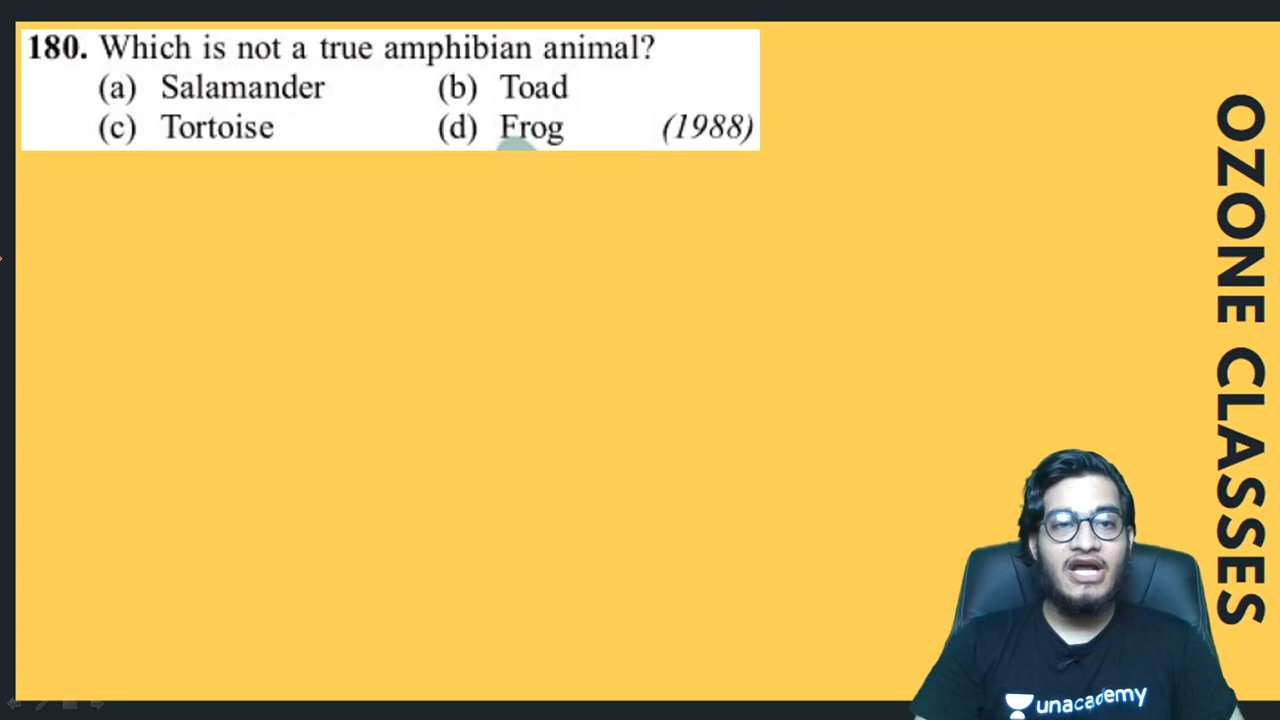 180. Which is not a true amphibian animal?
(a) Salamander (b) Toad
(c) Tortoise (d) Frog (1988)
OZONE CLASSES
unacademy